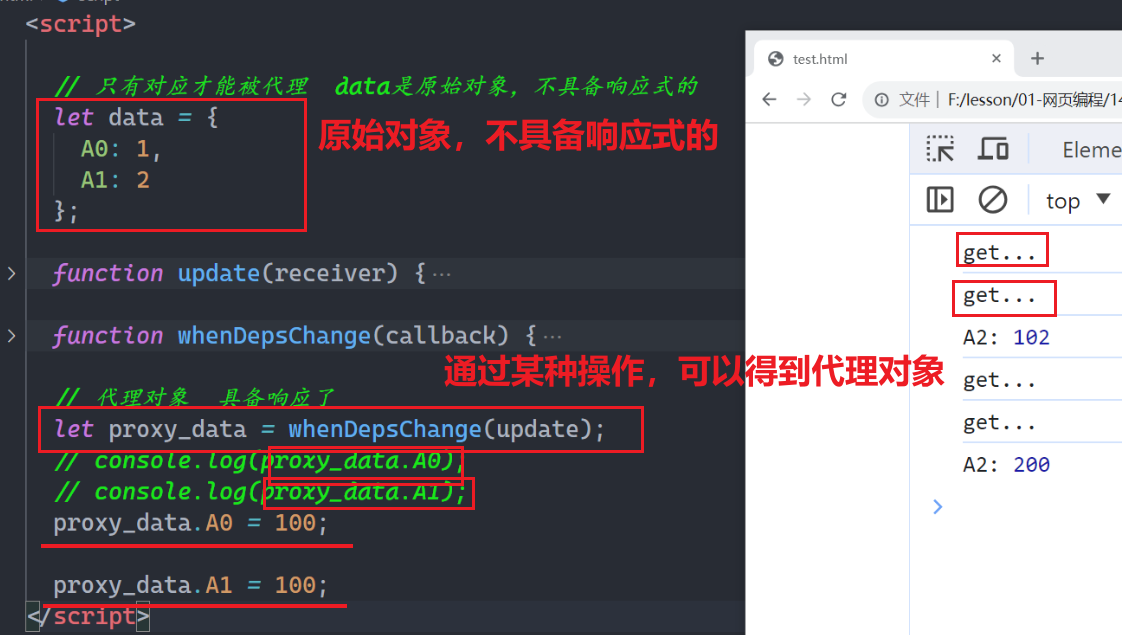 <script>
// 只有对应才能被代理 data是原始对象，不具备响应式的
let data = {
A0: 1,
A1: 2
};
原始对象，不具备响应式的
function update(receiver) { ···
function whenDepsChange(callback) { ···
通过某种操作，可以得到代理对象
// 代理对象 具备响应了
let proxy_data = whenDepsChange(update);
// console.log(proxy_data.A0);
// console.log(proxy_data.A1);
proxy_data.A0 = 100;
proxy_data.A1 = 100;
</script>
test.html
文件
F:/lesson/01-网页编程/14
Eleme
top
get...
get...
A2: 102
get...
get...
A2: 200